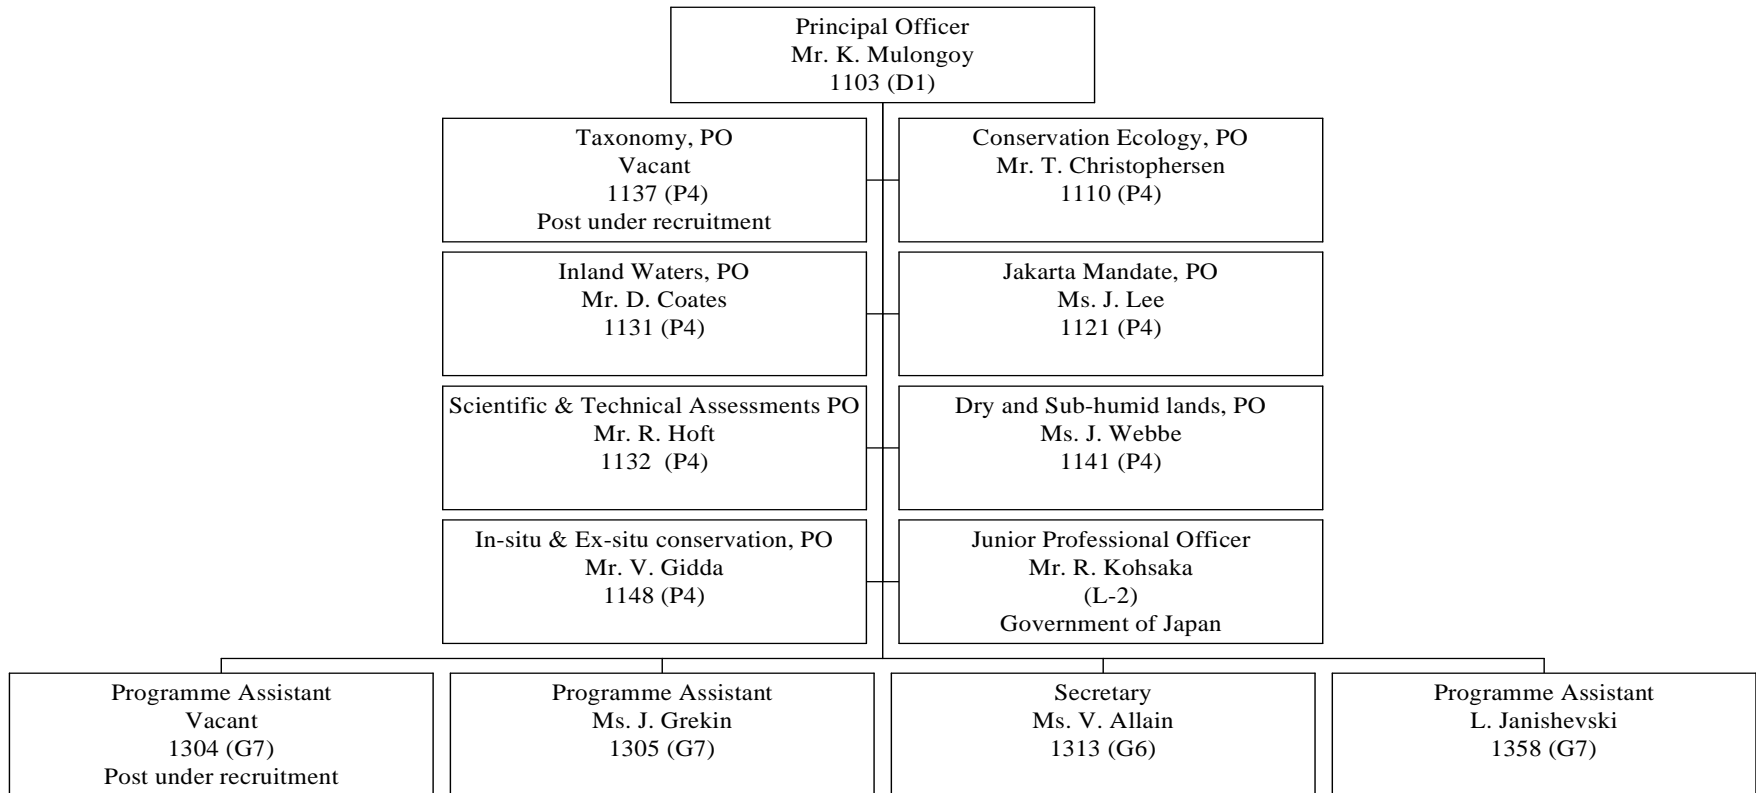 Principal Officer
Mr. K. Mulongoy
1103 (D1)
Taxonomy, PO
Vacant
1137 (P4)
Post under recruitment
Conservation Ecology, PO
Mr. T. Christophersen
1110 (P4)
Inland Waters, PO
Mr. D. Coates
1131 (P4)
Jakarta Mandate, PO
Ms. J. Lee
1121 (P4)
Scientific & Technical Assessments PO
Mr. R. Hoft
1132 (P4)
Dry and Sub-humid lands, PO
Ms. J. Webbe
1141 (P4)
In-situ & Ex-situ conservation, PO
Mr. V. Gidda
1148 (P4)
Junior Professional Officer
Mr. R. Kohsaka
(L-2)
Government of Japan
Programme Assistant
Vacant
1304 (G7)
Post under recruitment
Programme Assistant
Ms. J. Grekin
1305 (G7)
Secretary
Ms. V. Allain
1313 (G6)
Programme Assistant
L. Janishevski
1358 (G7)